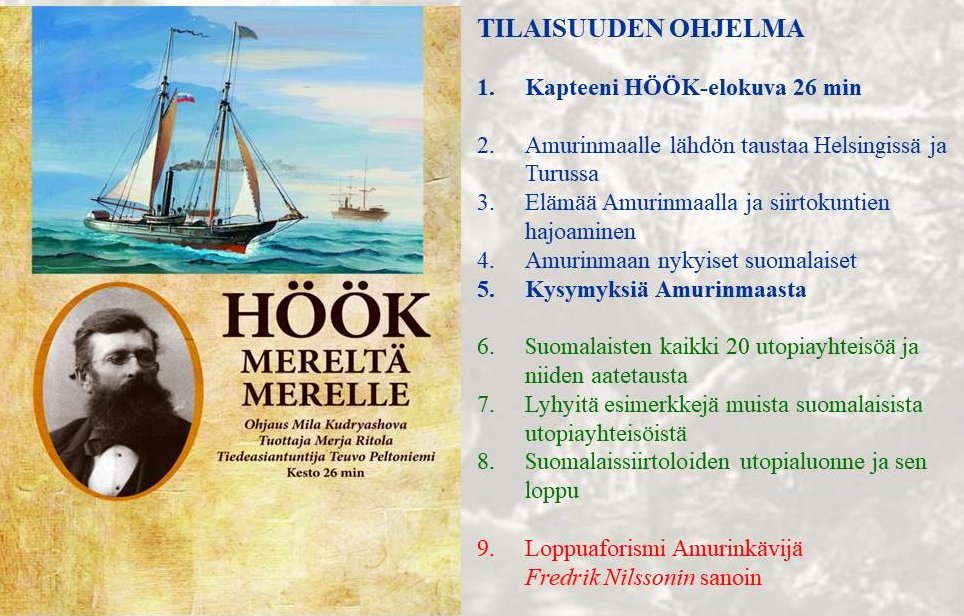 HÖÖK
MERELTÄ
MERELLE
Ohjaus Mila Kudryashova
Tuottaja Merja Ritola
Tiedeasiantuntija Teuvo Peltoniemi
Kesto 26 min
TILAISUUDEN OHJELMA
1. Kapteeni HÖÖK-elokuva 26 min
2. Amurinmaalle lähdön taustaa Helsingissä ja
Turussa
3. Elämää Amurinmaalla ja siirtokuntien
hajoaminen
4. Amurinmaan nykyiset suomalaiset
5. Kysymyksiä Amurinmaasta
6. Suomalaisten kaikki 20 utopiayhteisöä ja
niiden aatetausta
7. Lyhyitä esimerkkejä muista suomalaisista
utopiayhteisöistä
8. Suomalaissiirtoloiden utopialuonne ja sen
loppu
9. Loppuaforismi Amurinkävijä
Fredrik Nilssonin sanoin